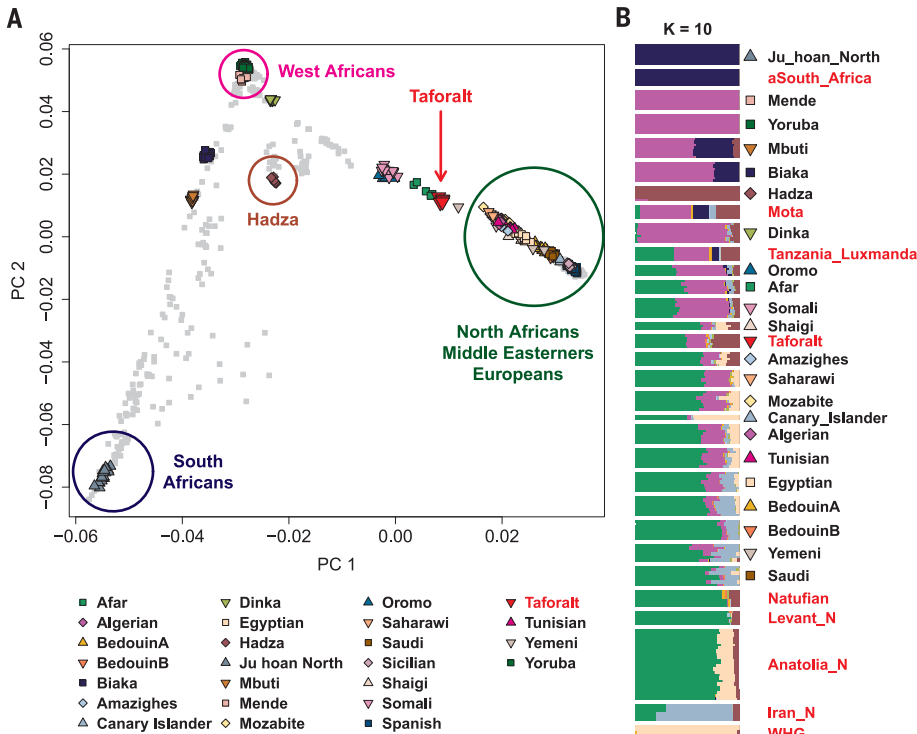 A
B
K = 10
West Africans
Taforalt
Hadza
North Africans
Middle Easterners
Europeans
South
Africans
PC 2
0.06
0.04
0.02
0.00
−0.02
−0.04
−0.06
−0.08
−0.06
−0.04
−0.02
0.00
0.02
PC 1
Afar
Algerian
BedouinA
BedouinB
Biaka
Amazighes
Canary Islander
Dinka
Egyptian
Hadza
Ju hoan North
Mbuti
Mende
Mozabite
Oromo
Saharawi
Saudi
Sicilian
Shaigi
Somali
Spanish
Taforalt
Tunisian
Yemeni
Yoruba
Ju_hoan_North
aSouth_Africa
Mende
Yoruba
Mbuti
Biaka
Hadza
Mota
Dinka
Tanzania_Luxmanda
Oromo
Afar
Somali
Shaigi
Taforalt
Amazighes
Saharawi
Mozabite
Canary_Islander
Algerian
Tunisian
Egyptian
BedouinA
BedouinB
Yemeni
Saudi
Natufian
Levant_N
Anatolia_N
Iran_N
WHG